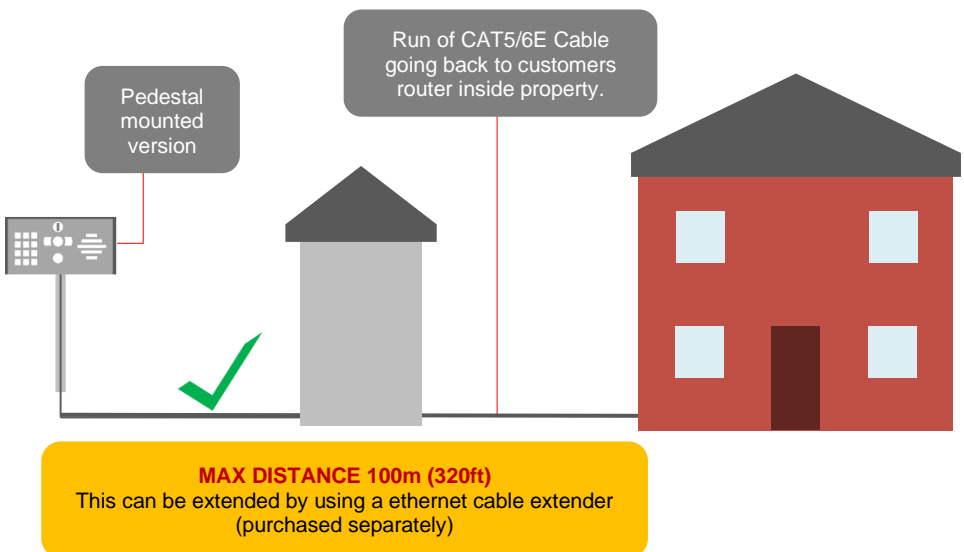 Run of CAT5/6E Cable
going back to customers
router inside property.
Pedestal
mounted
version
MAX DISTANCE 100m (320ft)
This can be extended by using a ethernet cable extender
(purchased separately)